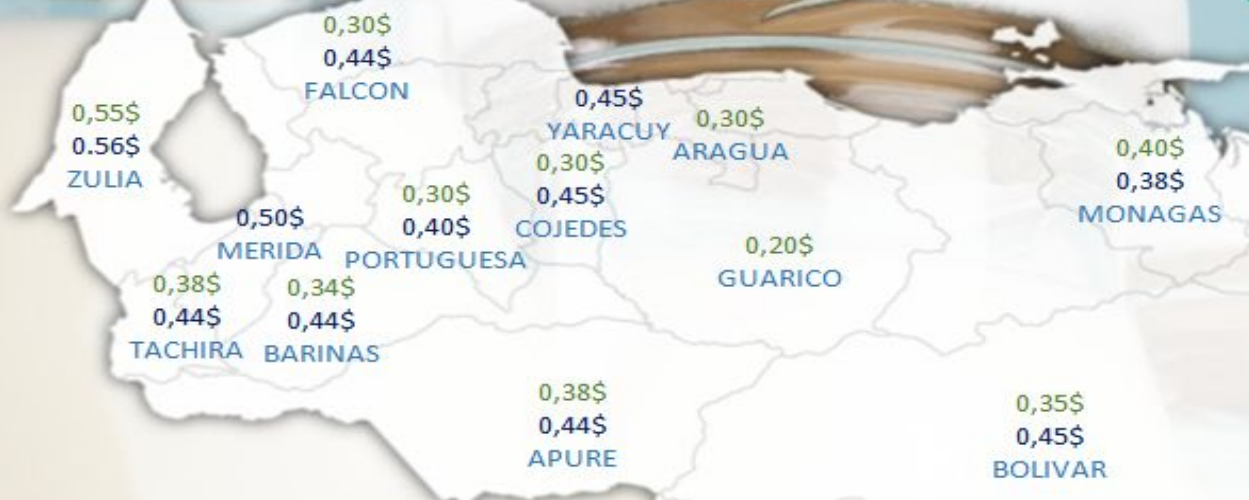 0,30$
0,44$
FALCON
0,55$
0.56$
ZULIA
0,45$
YARACUY
0,30$
ARAGUA
0,40$
0,38$
MONAGAS
0,30$
0,45$
COJEDES
0,30$
0,40$
PORTUGUESA
0,50$
MERIDA
0,20$
GUARICO
0,38$
0,44$
TACHIRA
0,34$
0,44$
BARINAS
0,38$
0,44$
APURE
0,35$
0,45$
BOLIVAR